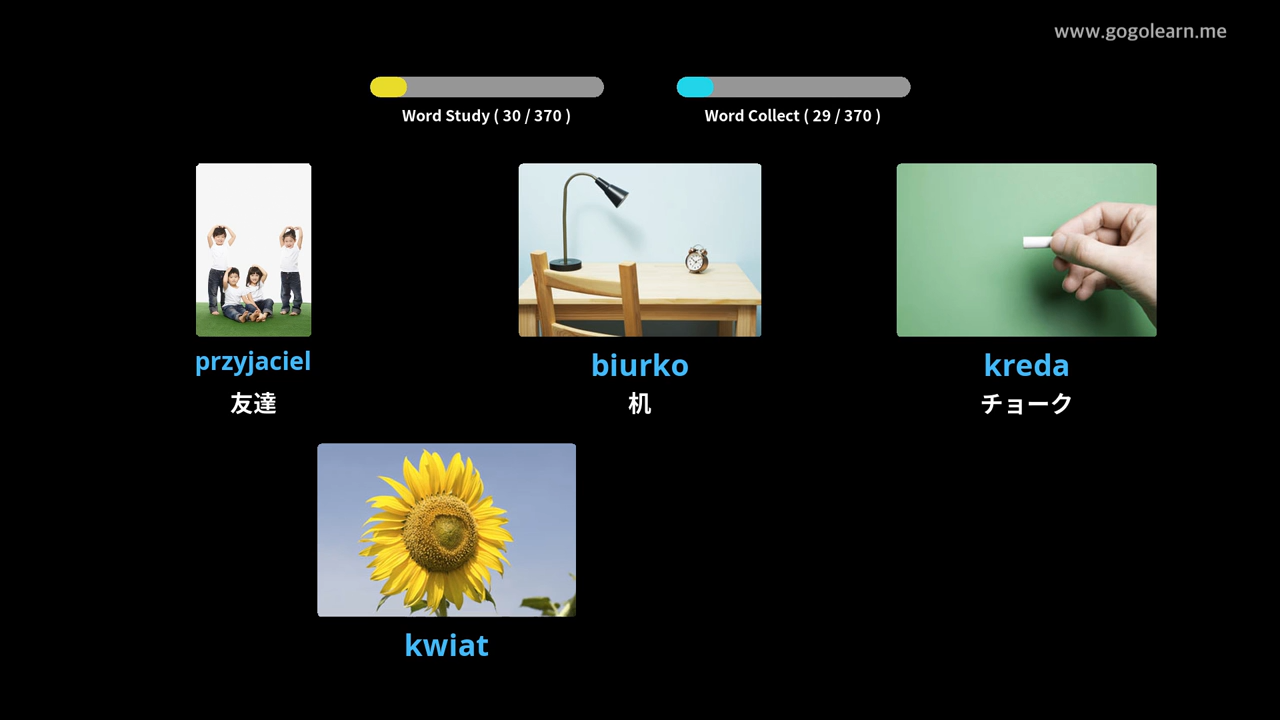 www.gogolearn.me
Word Study ( 30 / 370 )
Word Collect ( 29 / 370 )
przyjaciel
biurko
kreda
友達
机
チョーク
kwiat